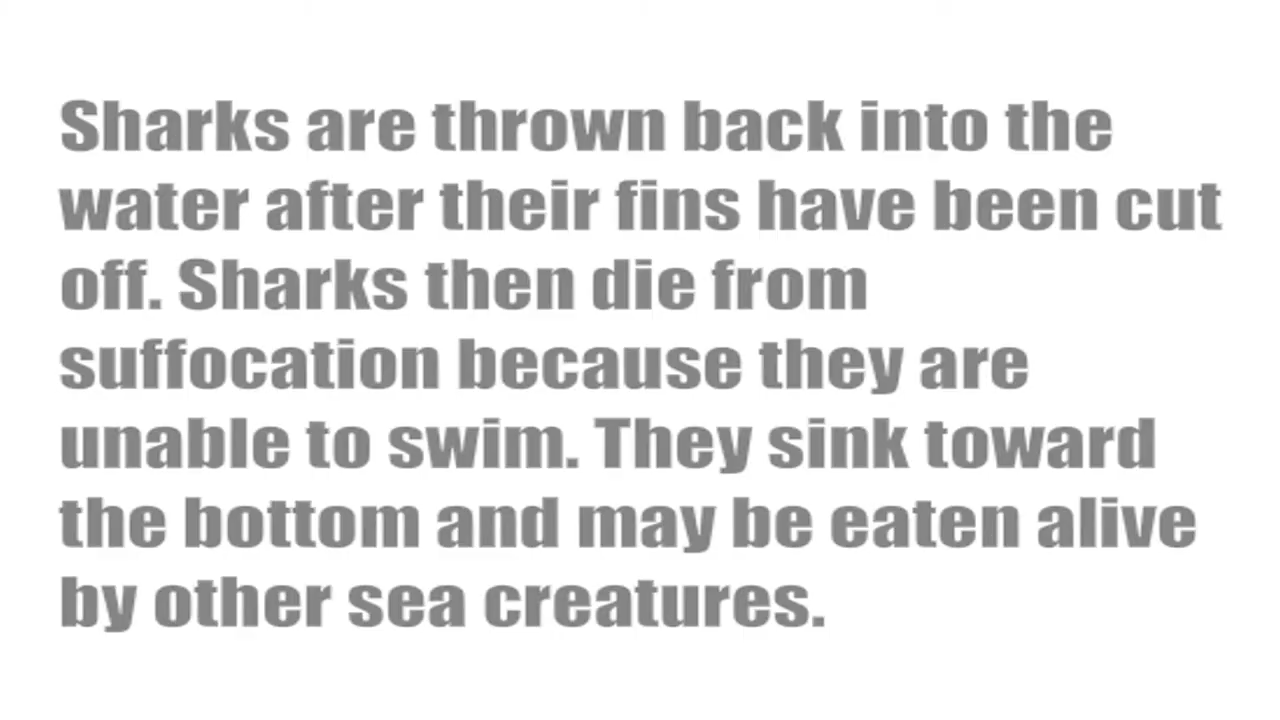 Sharks are thrown back into the
water after their fins have been cut
off. Sharks then die from
suffocation because they are
unable to swim. They sink toward
the bottom and may be eaten alive
by other sea creatures.